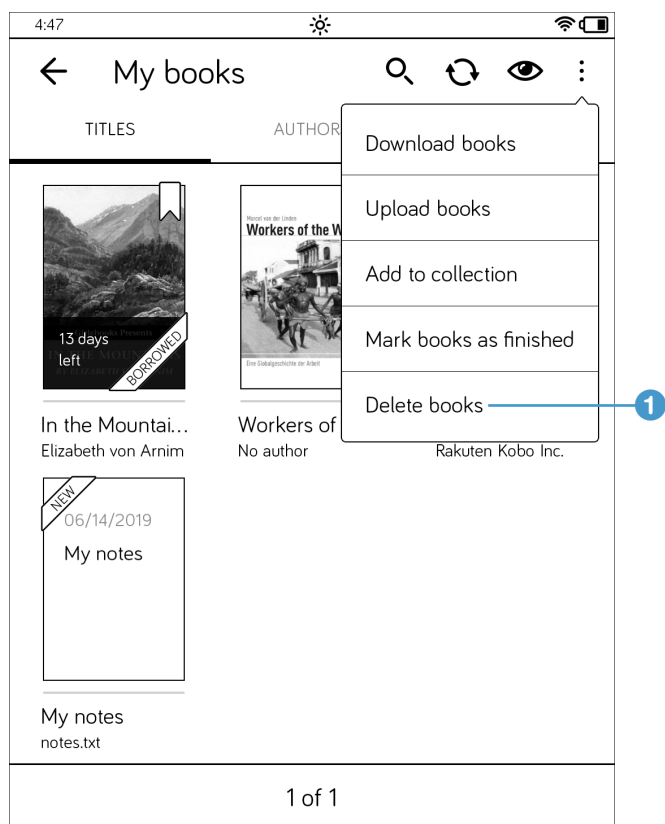 4:47
My books
TITLES
AUTHOR
Download books
Upload books
Add to collection
Mark books as finished
Delete books
1
13 days
left
BORROWED
Marcel van der Linden
Workers of the W
Eine Globalgeschichte der Arbeit
In the Mountai...
Elizabeth von Arnim
Workers of
No author
Rakuten Kobo Inc.
NEW
06/14/2019
My notes
My notes
notes.txt
1 of 1